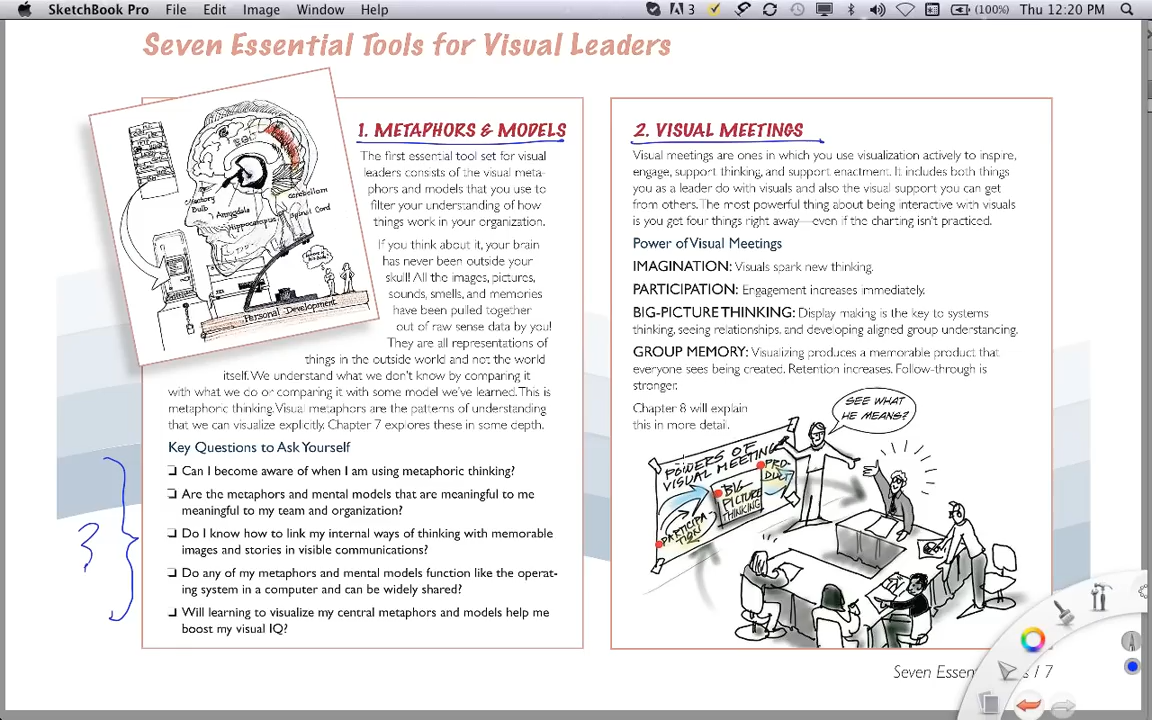 SketchBook Pro File Edit Image Window Help 3 (100%) Thu 12:20 PM
Seven Essential Tools for Visual Leaders
1. METAPHORS & MODELS
The first essential tool set for visual
leaders consists of the visual meta-
phors and models that you use to
filter your understanding of how
things work in your organization.
If you think about it, your brain
has never been outside your
skull! All the images, pictures,
sounds, smells, and memories
have been pulled together
out of raw sense data by you!
They are all representations of
things in the outside world and not the world
itself. We understand what we don't know by comparing it
with what we do or comparing it with some model we've learned. This is
metaphoric thinking. Visual metaphors are the patterns of understanding
that we can visualize explicitly. Chapter 7 explores these in some depth.
Key Questions to Ask Yourself
❏ Can I become aware of when I am using metaphoric thinking?
❏ Are the metaphors and mental models that are meaningful to me
meaningful to my team and organization?
❏ Do I know how to link my internal ways of thinking with memorable
images and stories in visible communications?
❏ Do any of my metaphors and mental models function like the operat-
ing system in a computer and can be widely shared?
❏ Will learning to visualize my central metaphors and models help me
boost my visual IQ?
Olfactory
Bulb
Amygdala
Hippocampus
cerebellum
Spinal Cord
Personal Development
3
2. VISUAL MEETINGS
Visual meetings are ones in which you use visualization actively to inspire,
engage, support thinking, and support enactment. It includes both things
you as a leader do with visuals and also the visual support you can get
from others. The most powerful thing about being interactive with visuals
is you get four things right away—even if the charting isn't practiced.
Power of Visual Meetings
IMAGINATION: Visuals spark new thinking.
PARTICIPATION: Engagement increases immediately.
BIG-PICTURE THINKING: Display making is the key to systems
thinking, seeing relationships, and developing aligned group understanding.
GROUP MEMORY: Visualizing produces a memorable product that
everyone sees being created. Retention increases. Follow-through is
stronger.
Chapter 8 will explain
this in more detail.
SEE WHAT
HE MEANS?
POWERS OF
VISUAL MEETING
PARTICIPA-
TION
BIG
PICTURE
THINKING
PRO-
DUCT
Seven Essen
/ 7